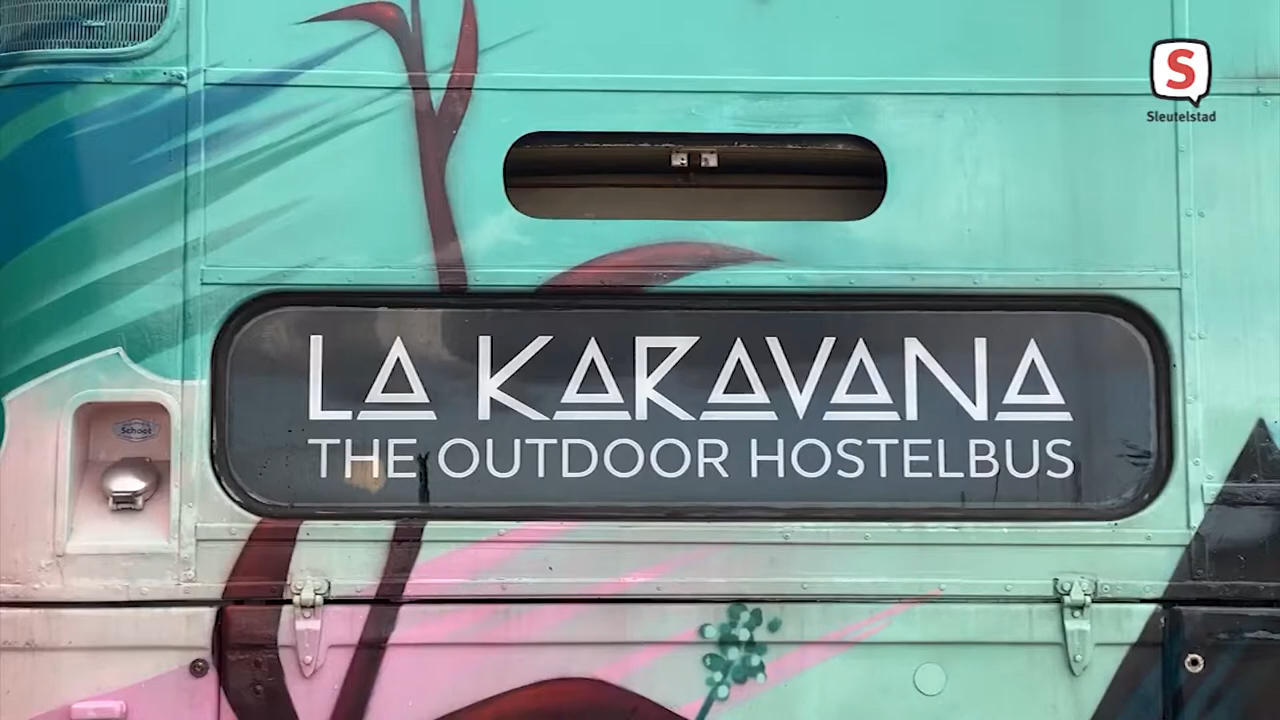 S
Sleutelstad
LA KARAVANA
THE OUTDOOR HOSTELBUS
Schoot